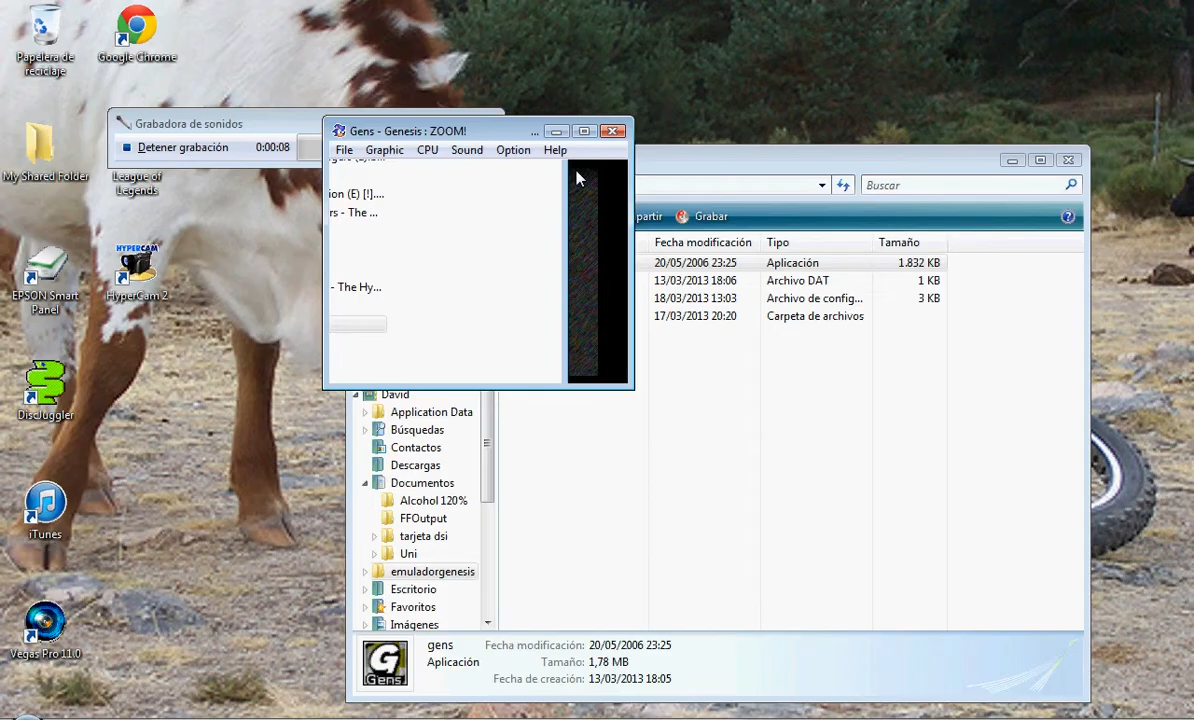 Papelera de
reciclaje
Google Chrome
My Shared Folder
League of
Legends
EPSON Smart
Panel
HYPERCAM
HyperCam 2
DiscJuggler
iTunes
Vegas Pro 11.0
Grabadora de sonidos
Detener grabación 0:00:08
Gens - Genesis : ZOOM! ...
File Graphic CPU Sound Option Help
ion (E) [!]....
rs - The ...
- The Hy...
Buscar
partir Grabar
Fecha modificación Tipo Tamaño
20/05/2006 23:25 Aplicación 1.832 KB
13/03/2013 18:06 Archivo DAT 1 KB
18/03/2013 13:03 Archivo de config... 3 KB
17/03/2013 20:20 Carpeta de archivos
David
Application Data
Búsquedas
Contactos
Descargas
Documentos
Alcohol 120%
FFOutput
tarjeta dsi
Uni
emuladorgenesis
Escritorio
Favoritos
Imágenes
G
Gens
gens Fecha modificación: 20/05/2006 23:25
Aplicación Tamaño: 1,78 MB
Fecha de creación: 13/03/2013 18:05